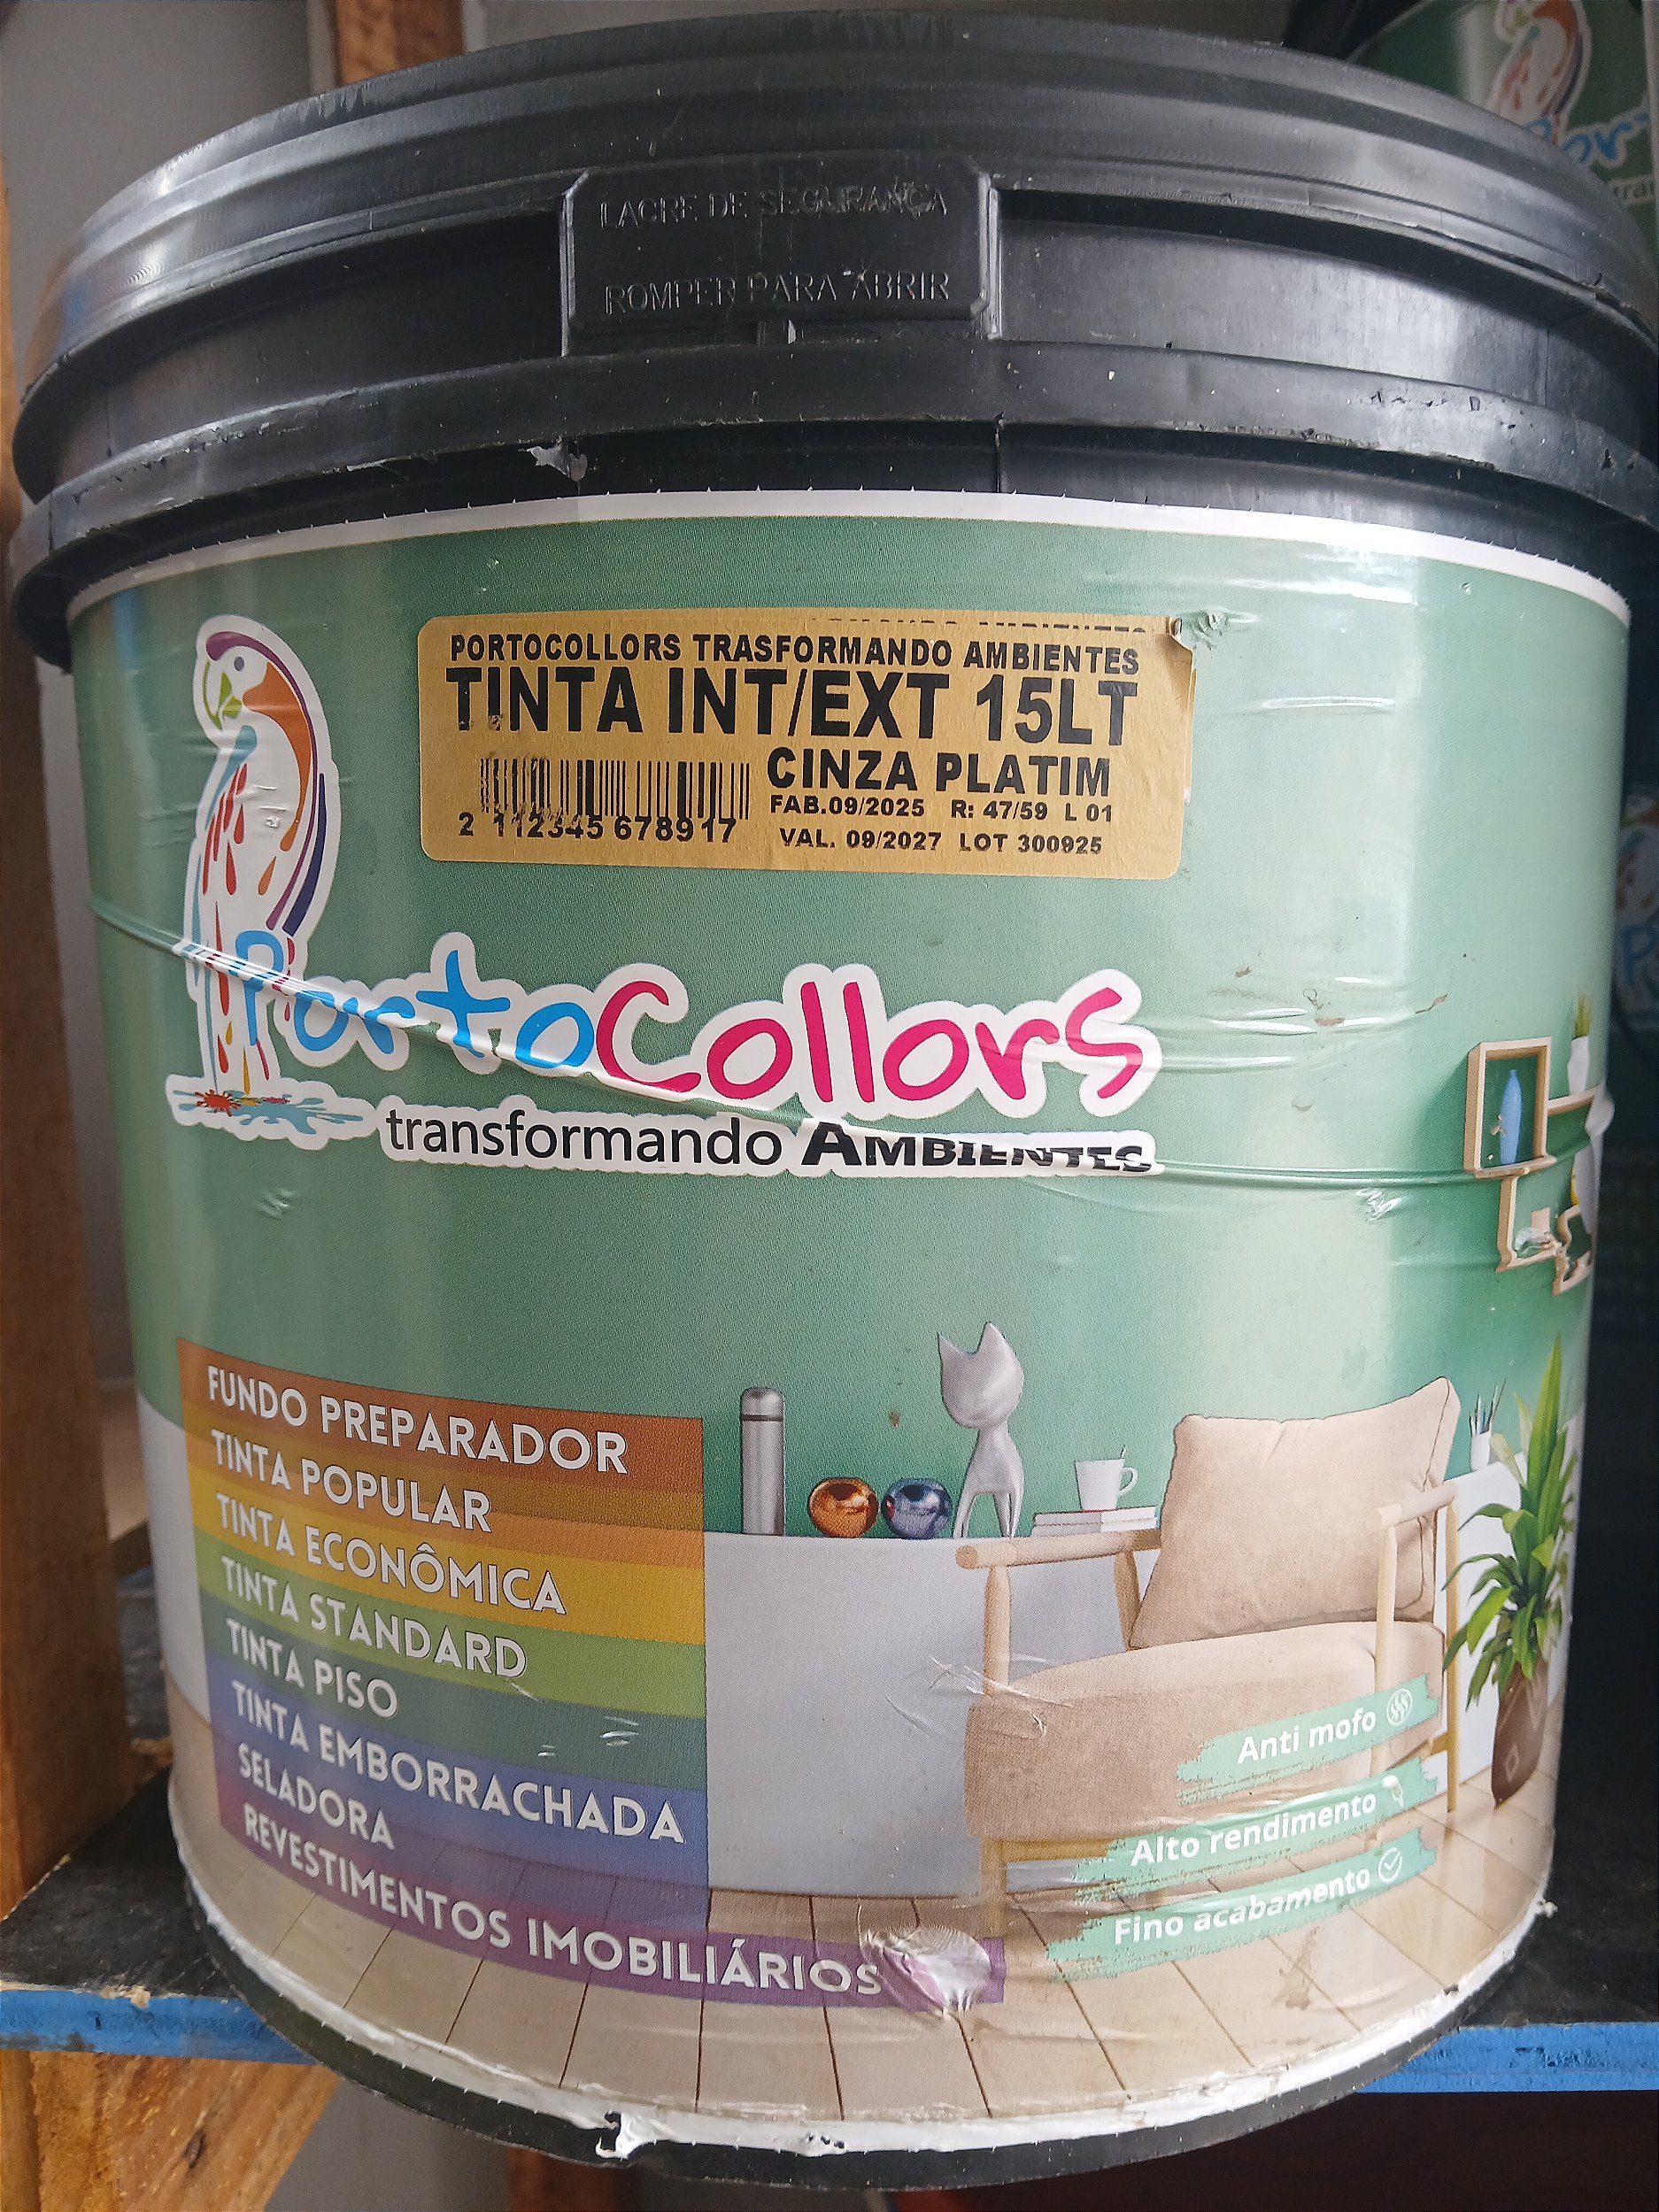 LACRE DE SEGURANÇA
ROMPER PARA ABRIR
PORTOCOLLORS TRASFORMANDO AMBIENTES
TINTA INT/EXT 15LT
CINZA PLATIM
FAB.09/2025 R: 47/59 L 01
VAL. 09/2027 LOT 300925
2 112345 678917
PortoCollors
transformando AMBIENTES
FUNDO PREPARADOR
TINTA POPULAR
TINTA ECONÔMICA
TINTA STANDARD
TINTA PISO
TINTA EMBORRACHADA
SELADORA
REVESTIMENTOS IMOBILIÁRIOS
Anti mofo
Alto rendimento
Fino acabamento